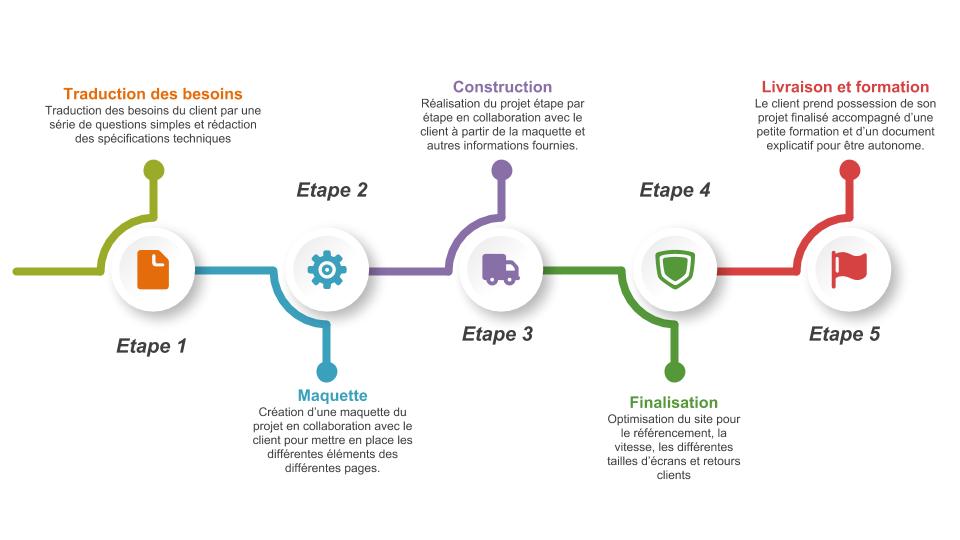 Traduction des besoins
Traduction des besoins du client par une
série de questions simples et rédaction
des spécifications techniques
Etape 1
Etape 2
Maquette
Création d'une maquette du
projet en collaboration avec le
client pour mettre en place les
différentes éléments des
différentes pages.
Construction
Réalisation du projet étape par
étape en collaboration avec le
client à partir de la maquette et
autres informations fournies.
Etape 3
Etape 4
Finalisation
Optimisation du site pour
le référencement, la
vitesse, les différentes
tailles d'écrans et retours
clients
Livraison et formation
Le client prend possession de son
projet finalisé accompagné d'une
petite formation et d'un document
explicatif pour être autonome.
Etape 5